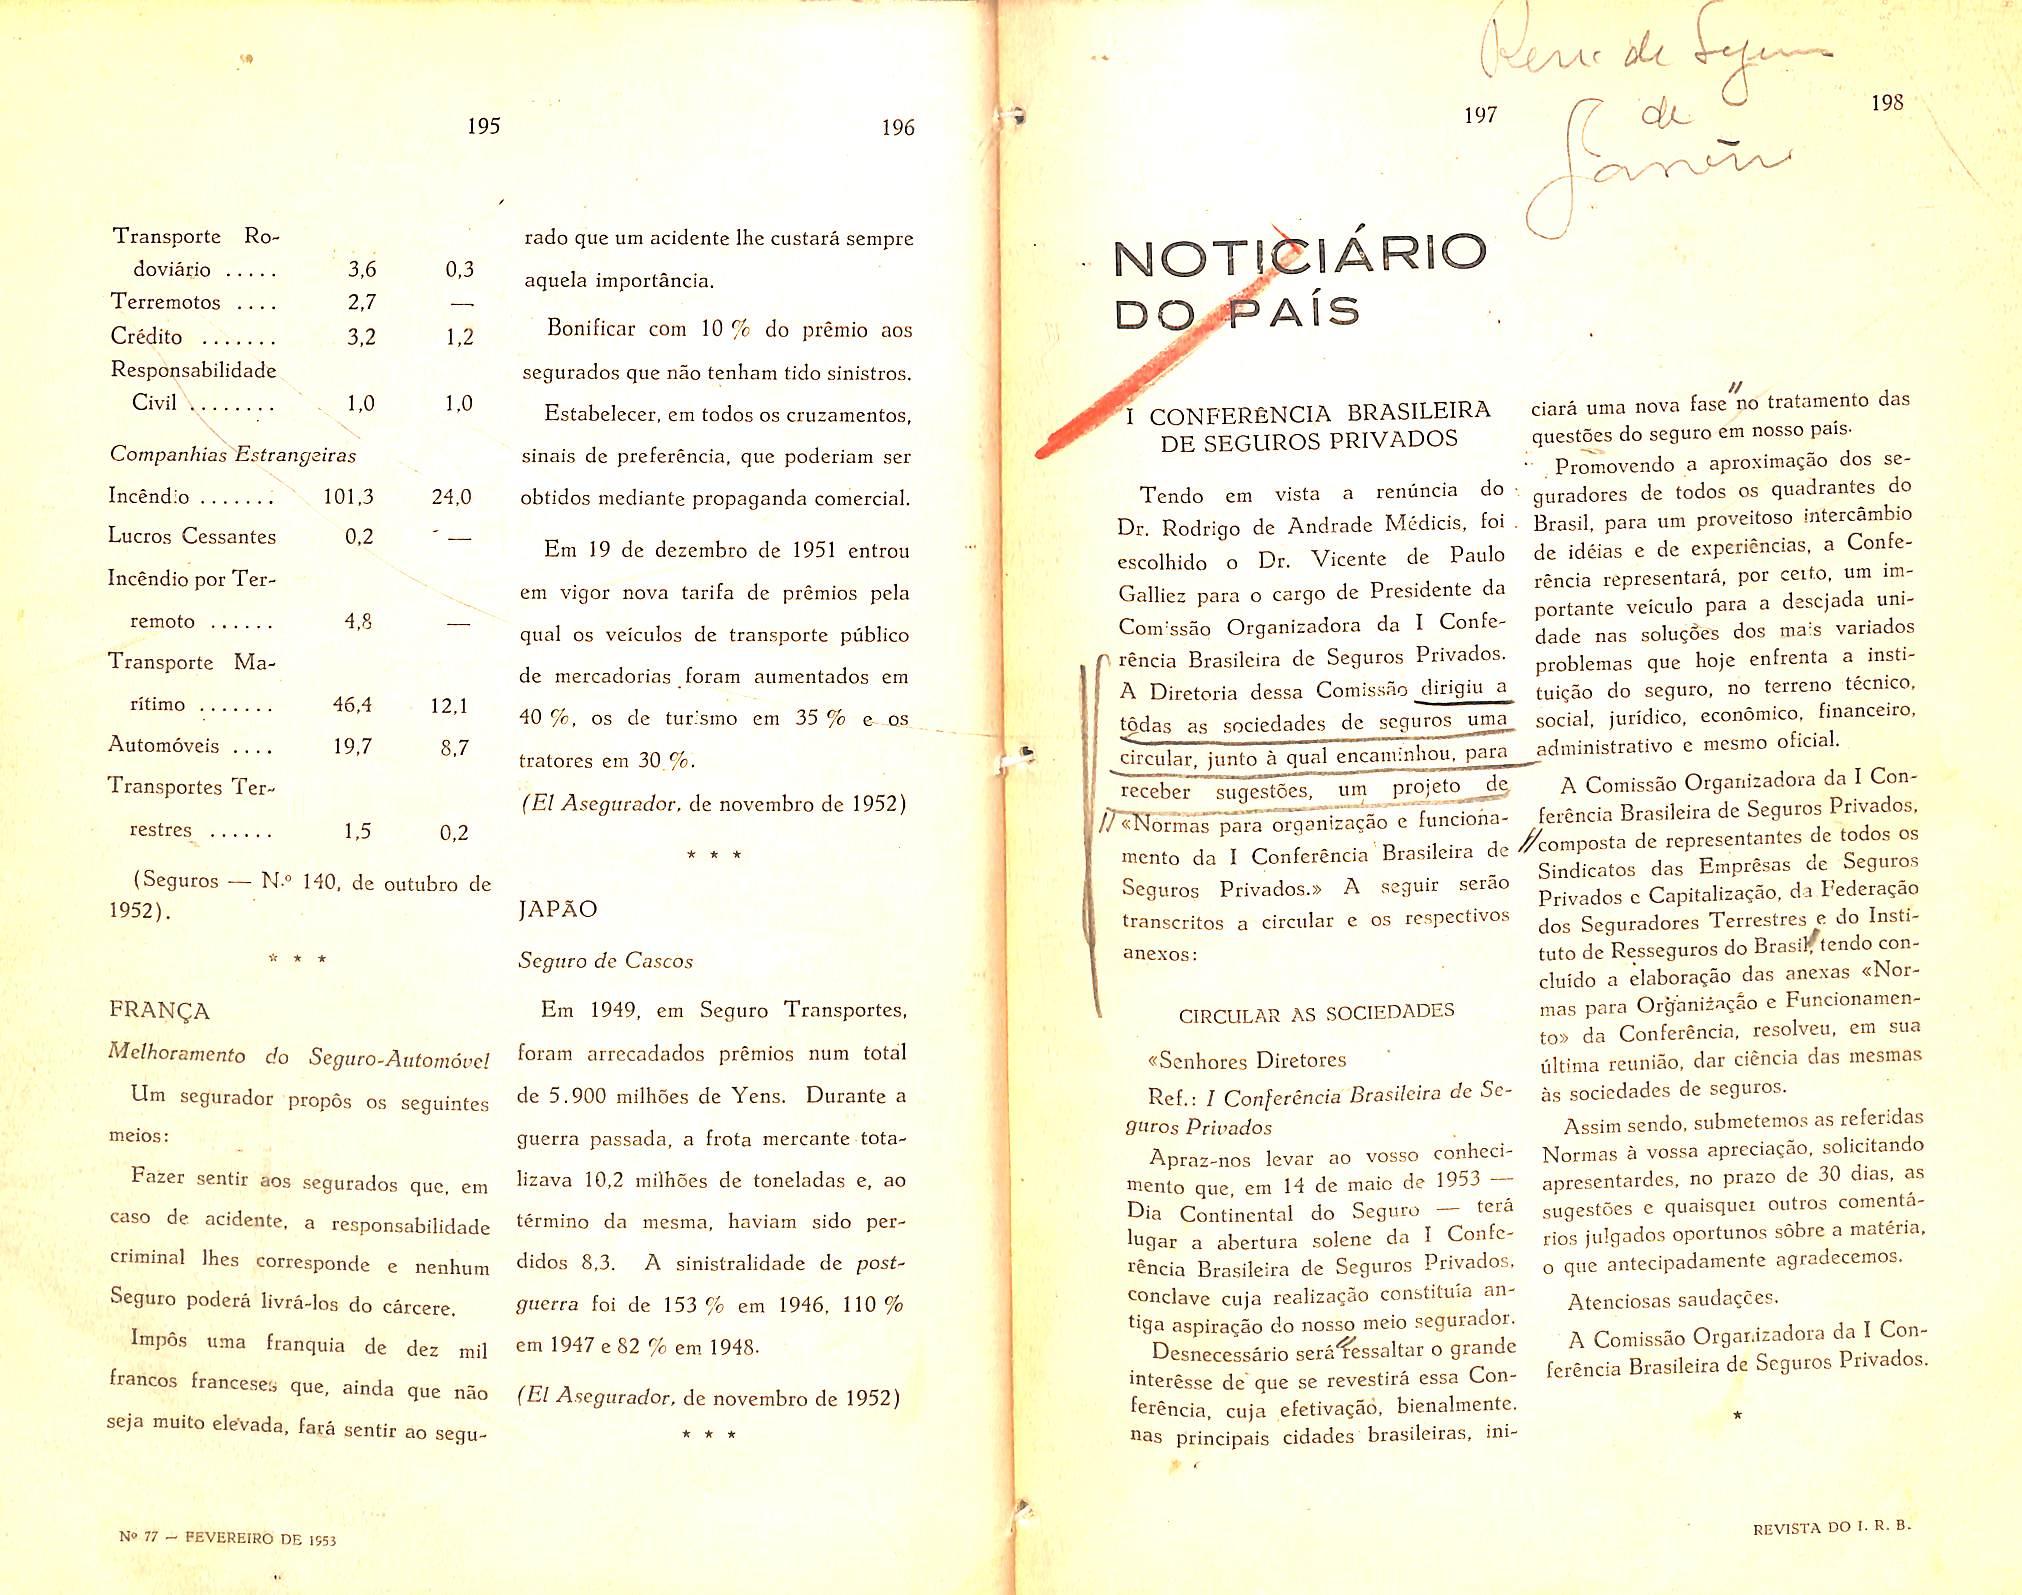 195
Transporte Ro-
doviário ..... 3,6 0,3
Terremotos .... 2,7 —
Crédito ....... 3,2 1,2
Responsabilidade
Civil ........ 1,0 1,0
Companhias Estrangeiras
Incêndio ....... 101,3 24,0
Lucros Cessantes 0,2 —
Incêndio por Ter-
remoto ...... 4,8 —
Transporte Ma-
rítimo ....... 46,4 12,1
Automóveis .... 19,7 8,7
Transportes Ter-
restres ...... 1,5 0,2
(Seguros — N.º 140, de outubro de
1952).
* * *
FRANÇA
Melhoramento do Seguro-Automóvel
Um segurador propôs os seguintes
meios:
Fazer sentir aos segurados que, em
caso de acidente, a responsabilidade
criminal lhes corresponde e nenhum
Seguro poderá livrá-los do cárcere.
Impôs uma franquia de dez mil
francos franceses que, ainda que não
seja muito elevada, fará sentir ao segu-
Nº 77 — FEVEREIRO DE 1953
196
rado que um acidente lhe custará sempre
aquela importância.
Bonificar com 10 % do prêmio aos
segurados que não tenham tido sinistros.
Estabelecer, em todos os cruzamentos,
sinais de preferência, que poderiam ser
obtidos mediante propaganda comercial.
Em 19 de dezembro de 1951 entrou
em vigor nova tarifa de prêmios pela
qual os veículos de transporte público
de mercadorias foram aumentados em
40 %, os de turismo em 35 % e os
tratores em 30 %.
(El Asegurador, de novembro de 1952)
* * *
JAPÃO
Seguro de Cascos
Em 1949, em Seguro Transportes,
foram arrecadados prêmios num total
de 5.900 milhões de Yens. Durante a
guerra passada, a frota mercante tota-
lizava 10,2 milhões de toneladas e, ao
término da mesma, haviam sido per-
didos 8,3. A sinistralidade de post-
guerra foi de 153 % em 1946, 110 %
em 1947 e 82 % em 1948.
(El Asegurador, de novembro de 1952)
* * *
de
de
197
NOTICIÁRIO
DO PAÍS
I CONFERÊNCIA BRASILEIRA
DE SEGUROS PRIVADOS
Tendo em vista a renúncia do
Dr. Rodrigo de Andrade Médicis, foi
escolhido o Dr. Vicente de Paulo
Galliez para o cargo de Presidente da
Comissão Organizadora da I Confe-
rência Brasileira de Seguros Privados.
A Diretoria dessa Comissão dirigiu a
tôdas as sociedades de seguros uma
circular, junto à qual encaminhou, para
receber sugestões, um projeto de
«Normas para organização e funciona-
mento da I Conferência Brasileira de
Seguros Privados.» A seguir serão
transcritos a circular e os respectivos
anexos:
CIRCULAR AS SOCIEDADES
«Senhores Diretores
Ref.: I Conferência Brasileira de Se-
guros Privados
Apraz-nos levar ao vosso conheci-
mento que, em 14 de maio de 1953 —
Dia Continental do Seguro — terá
lugar a abertura solene da I Confe-
rência Brasileira de Seguros Privados,
conclave cuja realização constituía an-
tiga aspiração do nosso meio segurador.
Desnecessário será ressaltar o grande
interêsse de que se revestirá essa Con-
ferência, cuja efetivação, bienalmente,
nas principais cidades brasileiras, ini-
198
ciará uma nova fase no tratamento das
questões do seguro em nosso país.
Promovendo a aproximação dos se-
guradores de todos os quadrantes do
Brasil, para um proveitoso intercâmbio
de idéias e de experiências, a Confe-
rência representará, por certo, um im-
portante veículo para a desejada uni-
dade nas soluções dos mais variados
problemas que hoje enfrenta a insti-
tuição do seguro, no terreno técnico,
social, jurídico, econômico, financeiro,
administrativo e mesmo oficial.
A Comissão Organizadora da I Con-
ferência Brasileira de Seguros Privados,
composta de representantes de todos os
Sindicatos das Emprêsas de Seguros
Privados e Capitalização, da Federação
dos Seguradores Terrestres e do Insti-
tuto de Resseguros do Brasil, tendo con-
cluído a elaboração das anexas «Nor-
mas para Organização e Funcionamen-
to» da Conferência, resolveu, em sua
última reunião, dar ciência das mesmas
às sociedades de seguros.
Assim sendo, submetemos as referidas
Normas à vossa apreciação, solicitando
apresentardes, no prazo de 30 dias, as
sugestões e quaisquer outros comentá-
rios julgados oportunos sôbre a matéria,
o que antecipadamente agradecemos.
Atenciosas saudações.
A Comissão Organizadora da I Con-
ferência Brasileira de Seguros Privados.
*
REVISTA DO I. R. B.